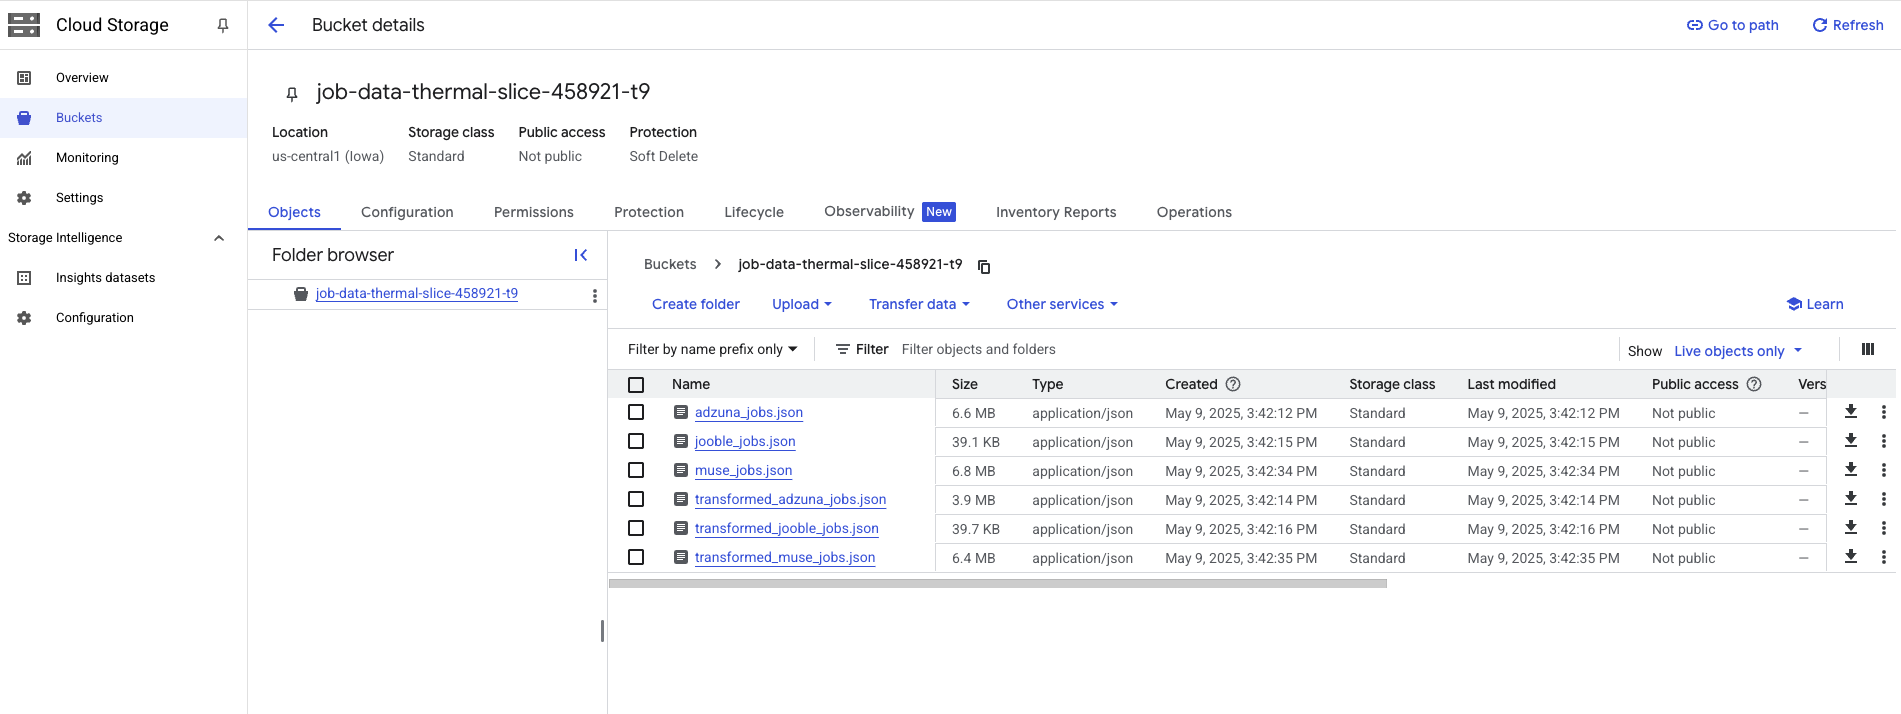 Cloud Storage
Bucket details
Go to path
Refresh
Overview
Buckets
Monitoring
Settings
Storage Intelligence
Insights datasets
Configuration
job-data-thermal-slice-458921-t9
Location Storage class Public access Protection
us-central1 (Iowa) Standard Not public Soft Delete
Objects Configuration Permissions Protection Lifecycle Observability New Inventory Reports Operations
Folder browser
job-data-thermal-slice-458921-t9
Buckets job-data-thermal-slice-458921-t9
Create folder Upload Transfer data Other services Learn
Filter by name prefix only Filter Filter objects and folders Show Live objects only
Name Size Type Created Storage class Last modified Public access Vers
adzuna_jobs.json 6.6 MB application/json May 9, 2025, 3:42:12 PM Standard May 9, 2025, 3:42:12 PM Not public —
jooble_jobs.json 39.1 KB application/json May 9, 2025, 3:42:15 PM Standard May 9, 2025, 3:42:15 PM Not public —
muse_jobs.json 6.8 MB application/json May 9, 2025, 3:42:34 PM Standard May 9, 2025, 3:42:34 PM Not public —
transformed_adzuna_jobs.json 3.9 MB application/json May 9, 2025, 3:42:14 PM Standard May 9, 2025, 3:42:14 PM Not public —
transformed_jooble_jobs.json 39.7 KB application/json May 9, 2025, 3:42:16 PM Standard May 9, 2025, 3:42:16 PM Not public —
transformed_muse_jobs.json 6.4 MB application/json May 9, 2025, 3:42:35 PM Standard May 9, 2025, 3:42:35 PM Not public —